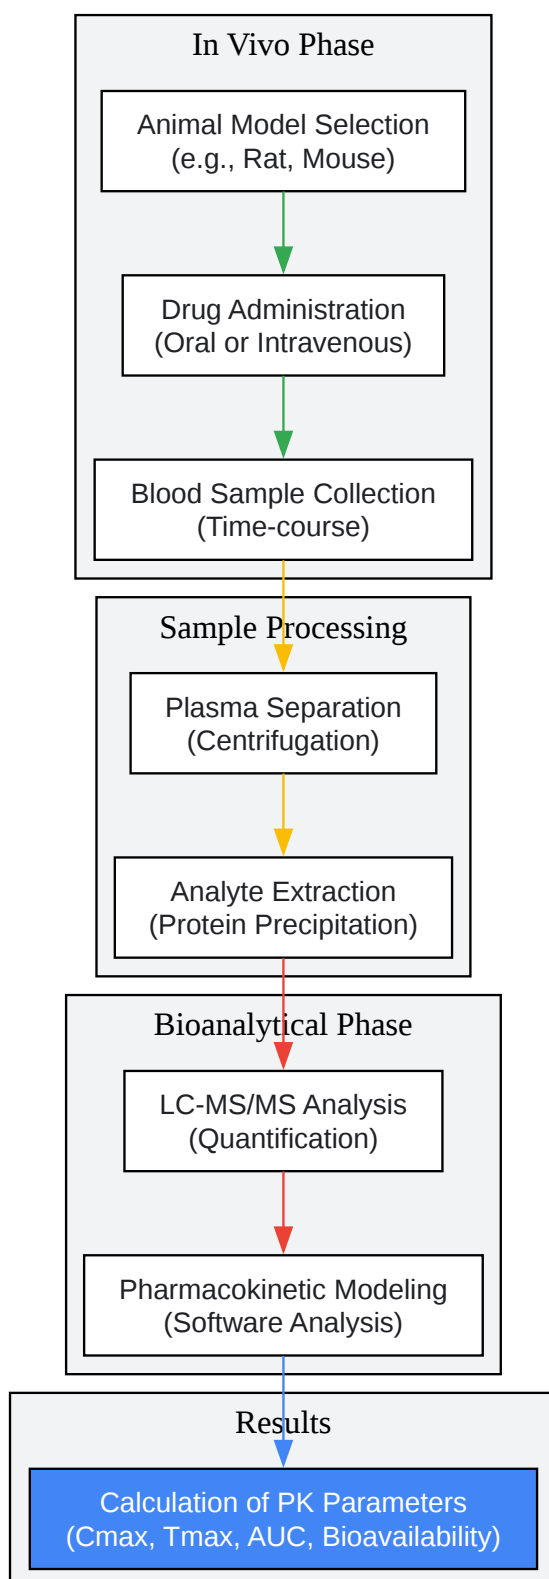 In Vivo Phase
Animal Model Selection
(e.g., Rat, Mouse)
Drug Administration
(Oral or Intravenous)
Blood Sample Collection
(Time-course)
Sample Processing
Plasma Separation
(Centrifugation)
Analyte Extraction
(Protein Precipitation)
Bioanalytical Phase
LC-MS/MS Analysis
(Quantification)
Pharmacokinetic Modeling
(Software Analysis)
Results
Calculation of PK Parameters
(Cmax, Tmax, AUC, Bioavailability)